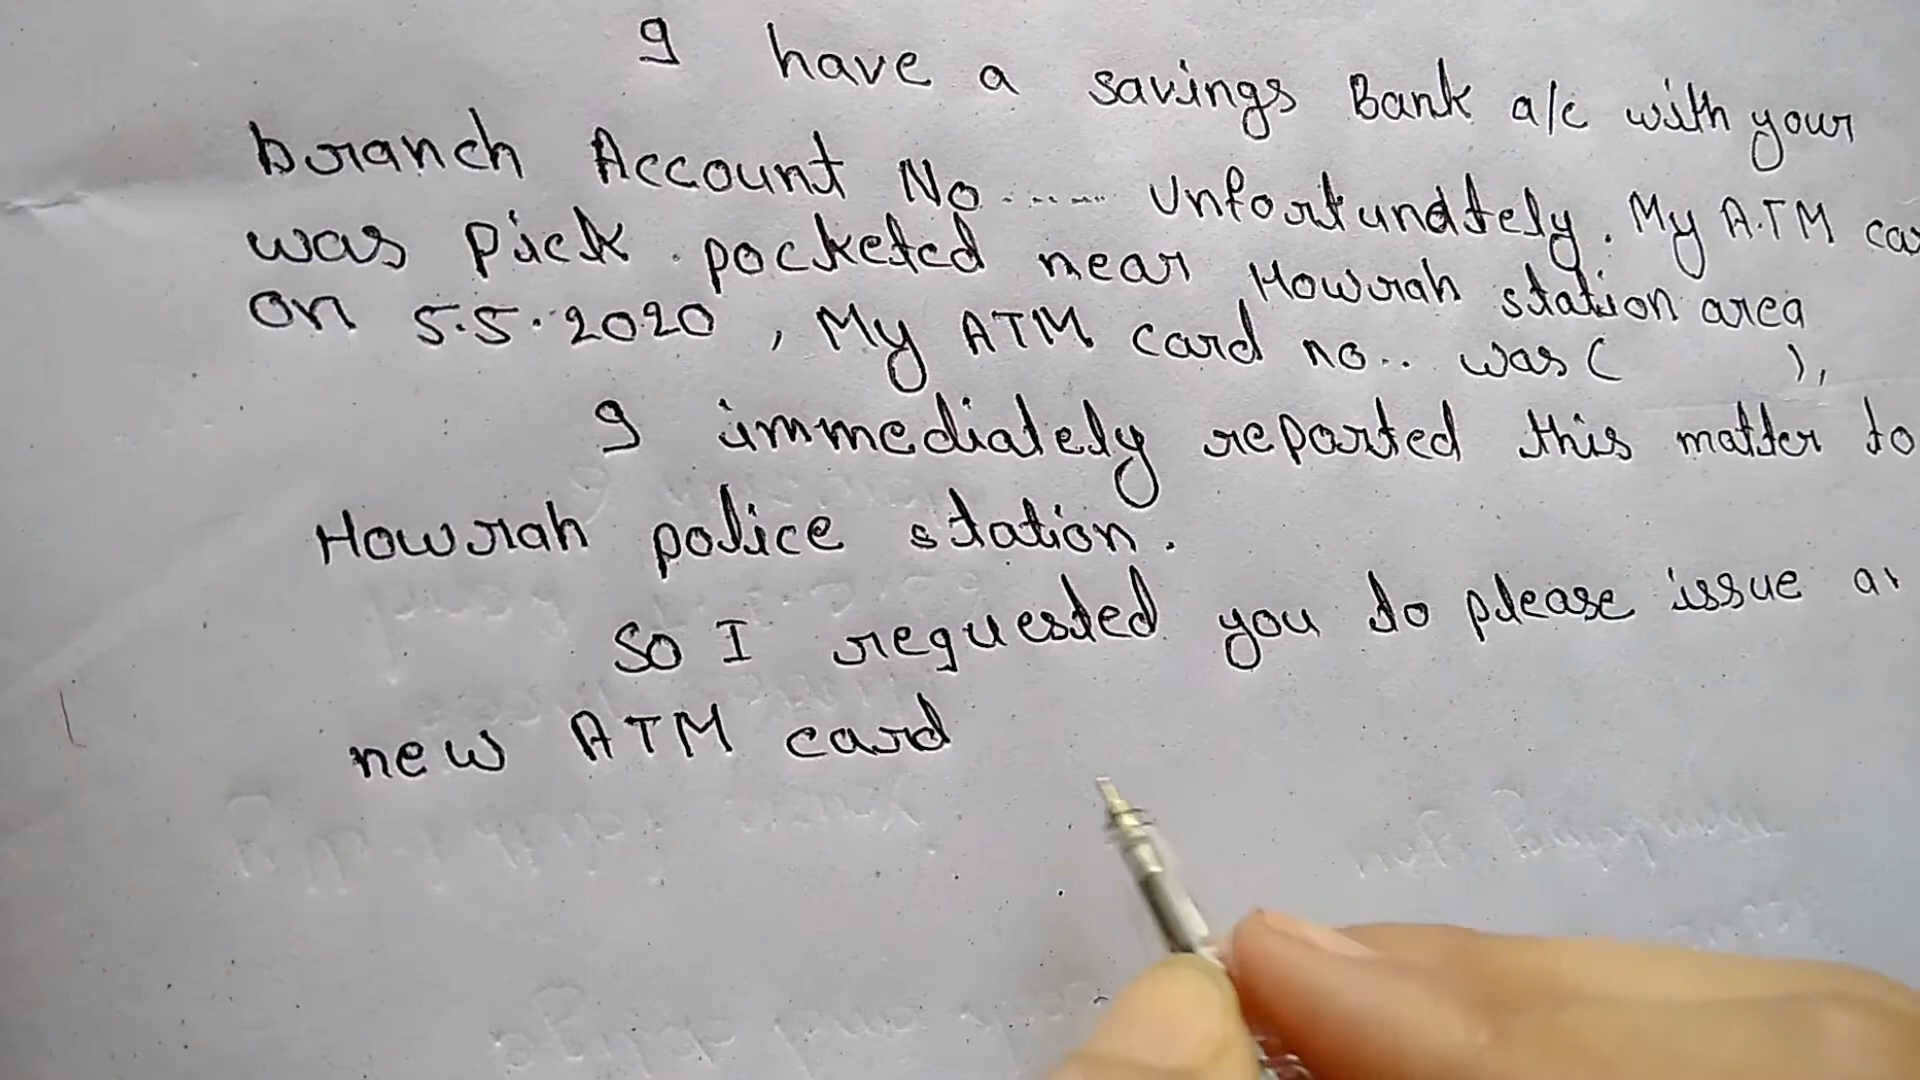 I have a savings Bank a/c with your
branch Account No...... Unfortundtely. My A.TM
was pick pocketed near Howrah station area
on 5.5.2020, My ATM card no.. was (       ),
I immediately reported this matter to
Howrah police station.
So I requested you to please issue
new ATM card